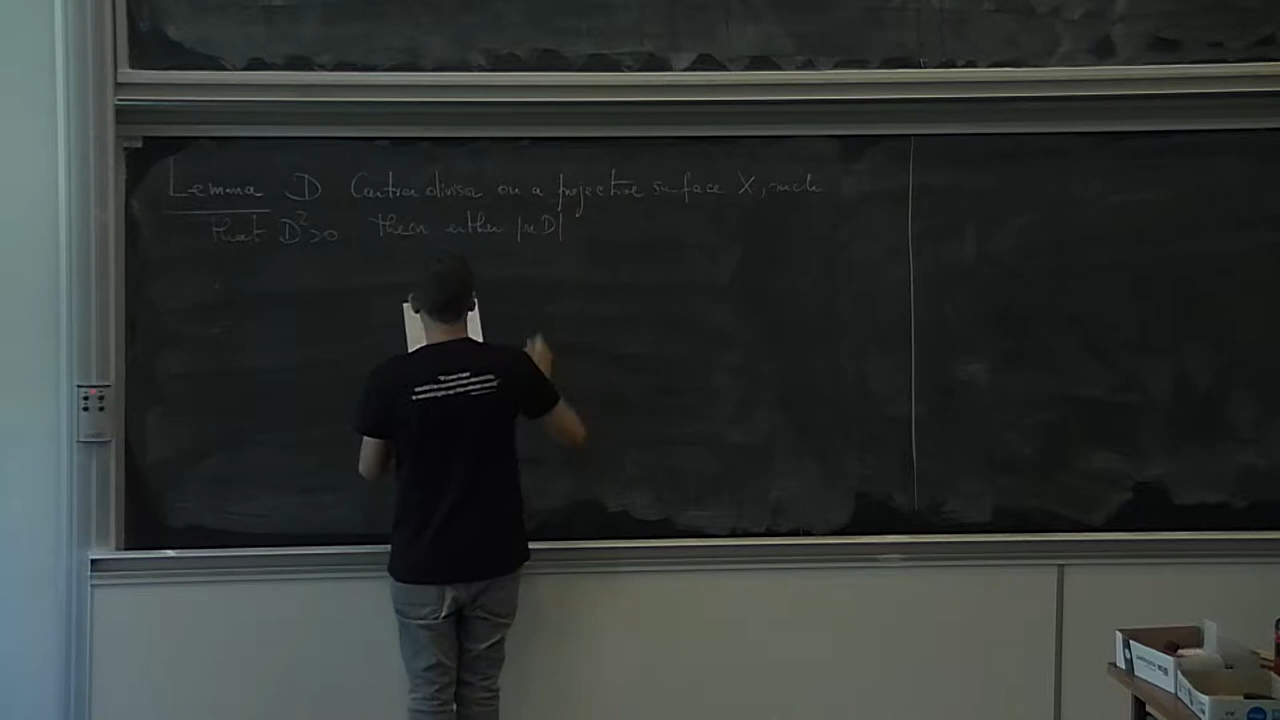 Lemma D Cartier divisor on a projective surface X, such
that D²>0 then either |nD|